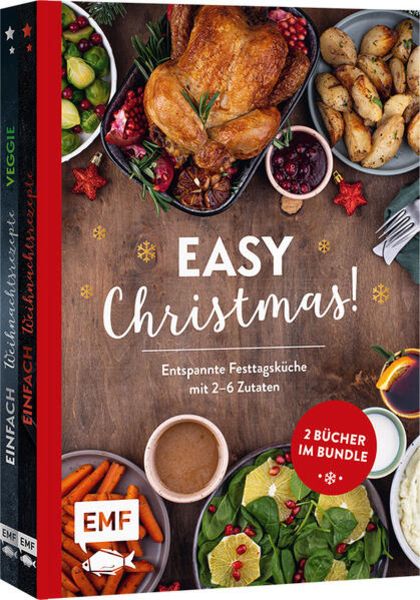 EINFACH Weihnachtsrezepte VEGGIE
EMF
EINFACH Weihnachtsrezepte
EMF
EASY
Christmas!
Entspannte Festtagsküche
mit 2–6 Zutaten
2 BÜCHER
IM BUNDLE
EMF